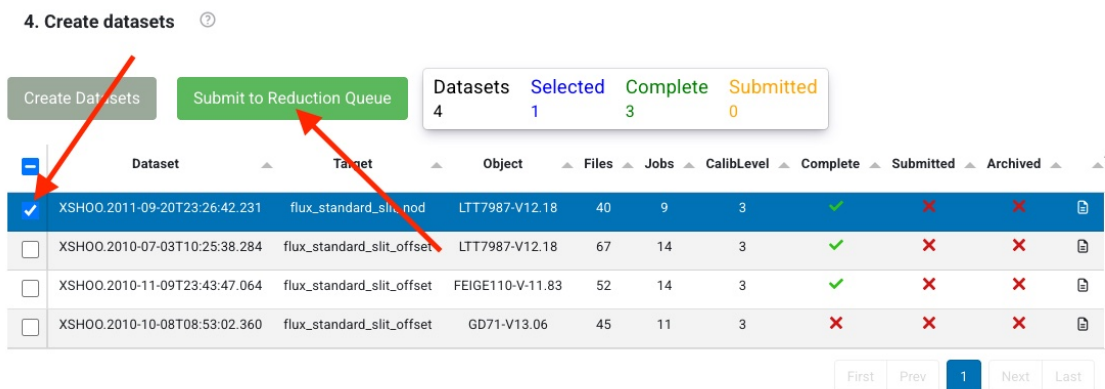 4. Create datasets ?
Create Datasets Submit to Reduction Queue Datasets Selected Complete Submitted
4 1 3 0
Dataset Target Object Files Jobs CalibLevel Complete Submitted Archived
XSHOO.2011-09-20T23:26:42.231 flux_standard_slit_nod LTT7987-V12.18 40 9 3
XSHOO.2010-07-03T10:25:38.284 flux_standard_slit_offset LTT7987-V12.18 67 14 3
XSHOO.2010-11-09T23:43:47.064 flux_standard_slit_offset FEIGE110-V-11.83 52 14 3
XSHOO.2010-10-08T08:53:02.360 flux_standard_slit_offset GD71-V13.06 45 11 3
First Prev 1 Next Last